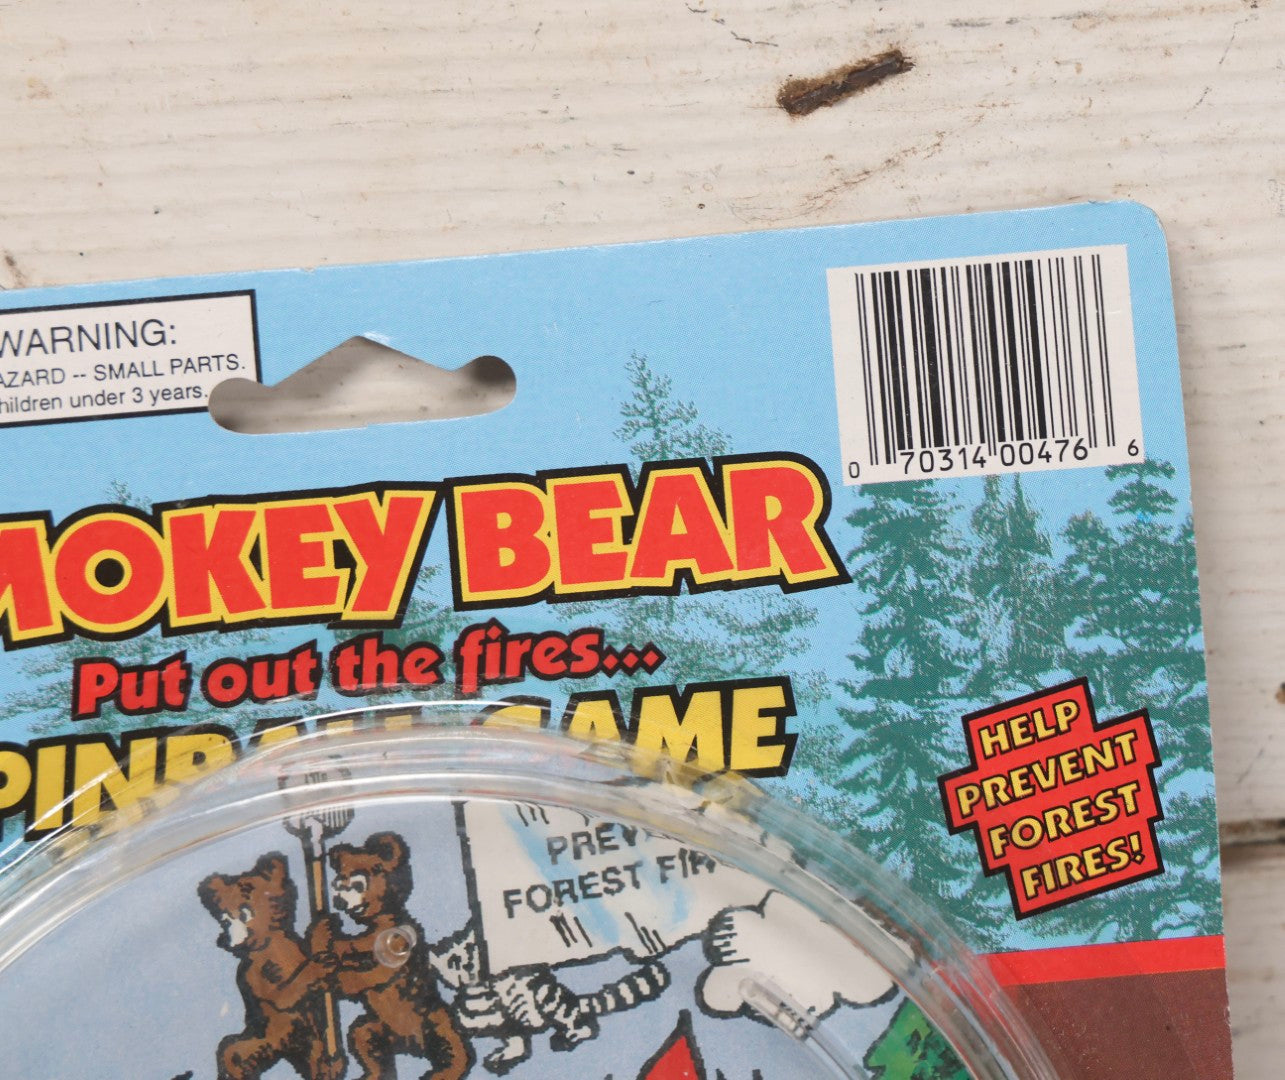 WARNING:
AZARD -- SMALL PARTS.
hildren under 3 years.
0 70314 00476 6
MOKEY BEAR
Put out the fires...
PINBALL GAME
HELP
PREVENT
FOREST
FIRES!
PREV
FOREST FIR